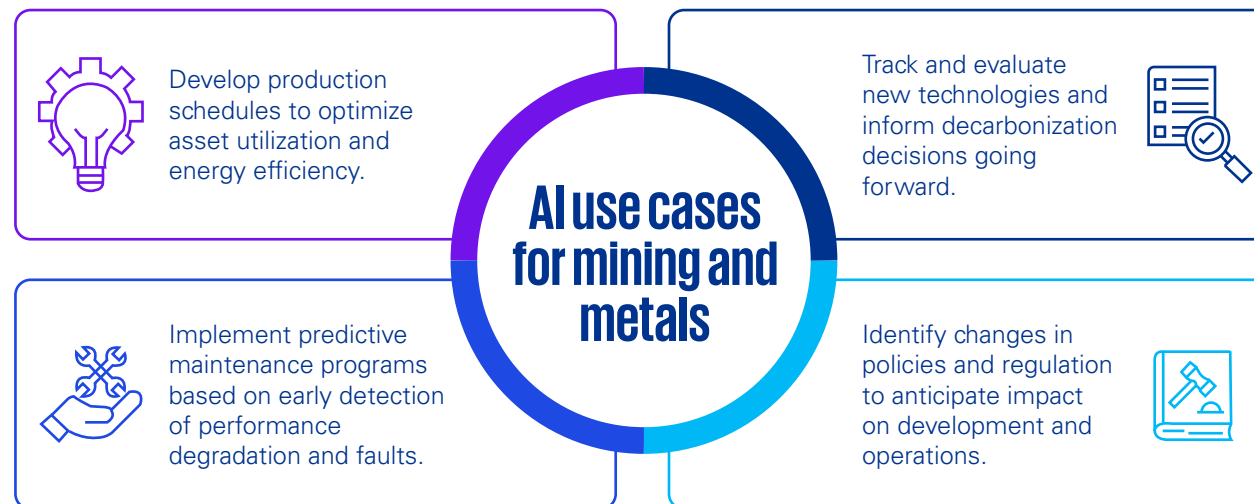 Develop production
schedules to optimize
asset utilization and
energy efficiency.
Track and evaluate
new technologies and
inform decarbonization
decisions going
forward.
AI use cases
for mining and
metals
Implement predictive
maintenance programs
based on early detection
of performance
degradation and faults.
Identify changes in
policies and regulation
to anticipate impact
on development and
operations.